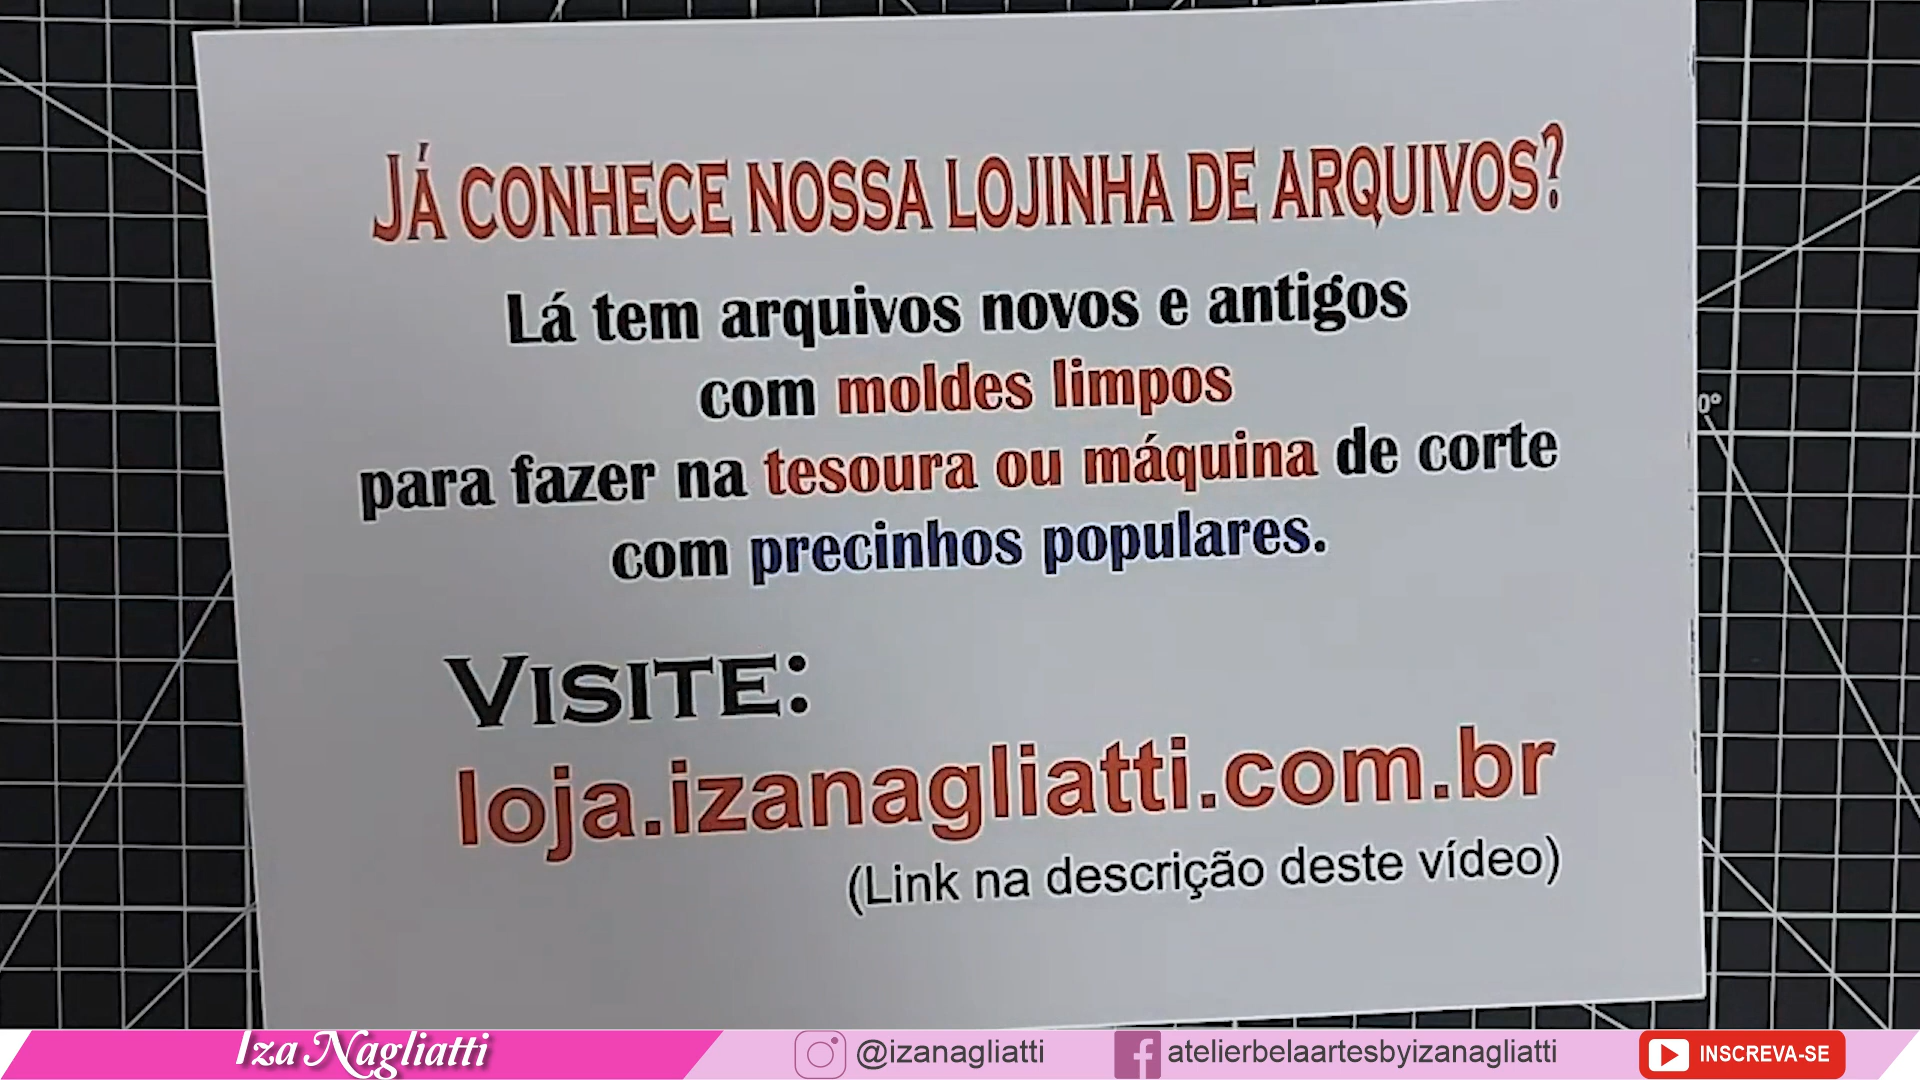 JÁ CONHECE NOSSA LOJINHA DE ARQUIVOS?
Lá tem arquivos novos e antigos
com moldes limpos
0°
para fazer na tesoura ou máquina de corte
com precinhos populares.
VISITE:
loja.izanagliatti.com.br
(Link na descrição deste vídeo)
Iza Nagliatti
@izanagliatti
atelierbelaartesbyizanagliatti
INSCREVA-SE